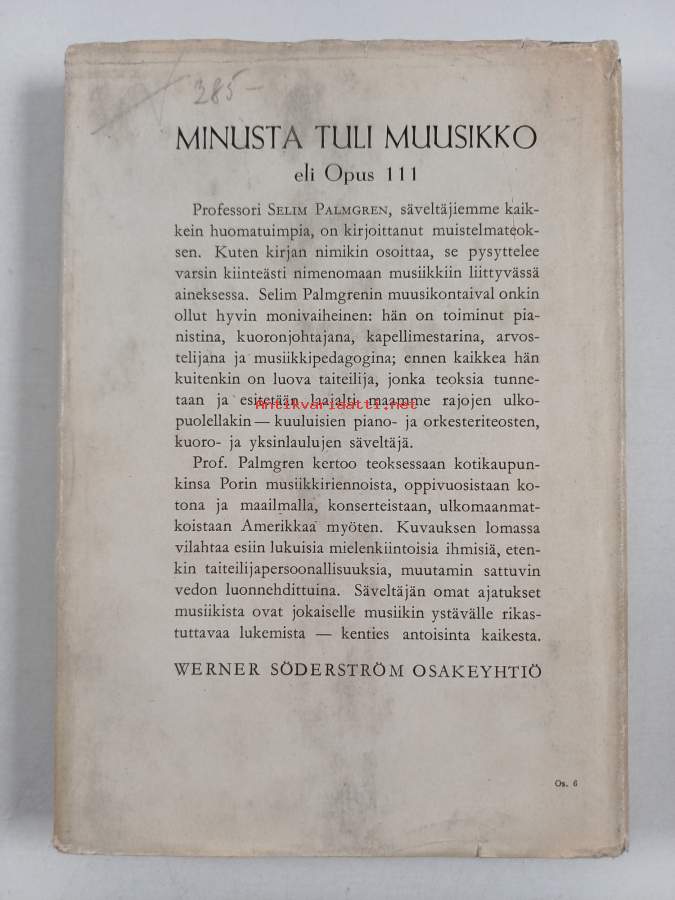 285-
MINUSTA TULI MUUSIKKO
eli Opus 111
Professori SELIM PALMGREN, säveltäjiemme kaik-
kein huomatuimpia, on kirjoittanut muistelmateok-
sen. Kuten kirjan nimikin osoittaa, se pysyttelee
varsin kiinteästi nimenomaan musiikkiin liittyvässä
aineksessa. Selim Palmgrenin muusikontaival onkin
ollut hyvin monivaiheinen: hän on toiminut pia-
nistina, kuoronjohtajana, kapellimestarina, arvos-
telijana ja musiikkipedagogina; ennen kaikkea hän
kuitenkin on luova taiteilija, jonka teoksia tunne-
taan ja esitetään laajalti maamme rajojen ulko-
Antikvariaatti.net
puolellakin — kuuluisien piano- ja orkesteriteosten,
kuoro- ja yksinlaulujen säveltäjä.
Prof. Palmgren kertoo teoksessaan kotikaupun-
kinsa Porin musiikkiriennoista, oppivuosistaan ko-
tona ja maailmalla, konserteistaan, ulkomaanmat-
koistaan Amerikkaa myöten. Kuvauksen lomassa
vilahtaa esiin lukuisia mielenkiintoisia ihmisiä, eten-
kin taiteilijapersoonallisuuksia, muutamin sattuvin
vedon luonnehdittuina. Säveltäjän omat ajatukset
musiikista ovat jokaiselle musiikin ystävälle rikas-
tuttavaa lukemista — kenties antoisinta kaikesta.
WERNER SÖDERSTRÖM OSAKEYHTIÖ
Os. 6